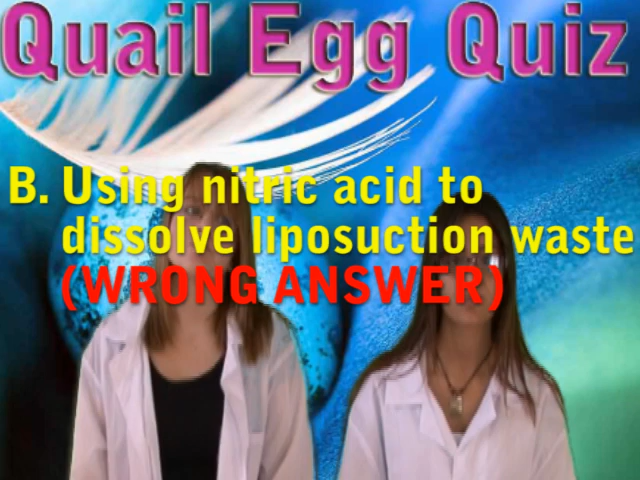 Quail Egg Quiz
B. Using nitric acid to
dissolve liposuction waste
(WRONG ANSWER)